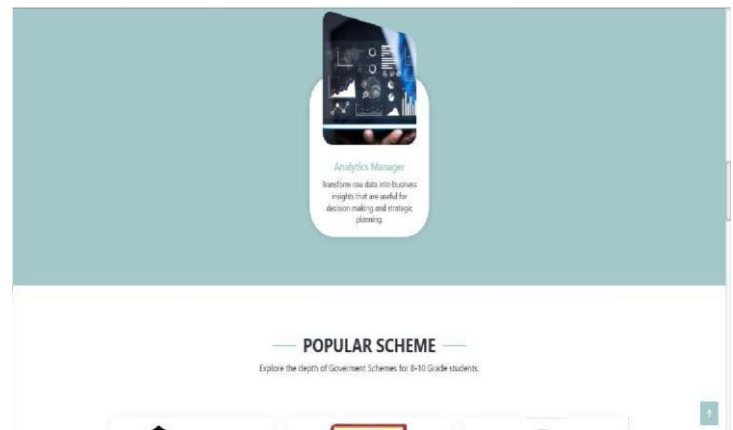 Analytics Manager
Transform raw data into business
insights that are useful for
decision making and strategic
planning.
POPULAR SCHEME
Explore the depth of Goverment Schemes for 8-10 Grade students.